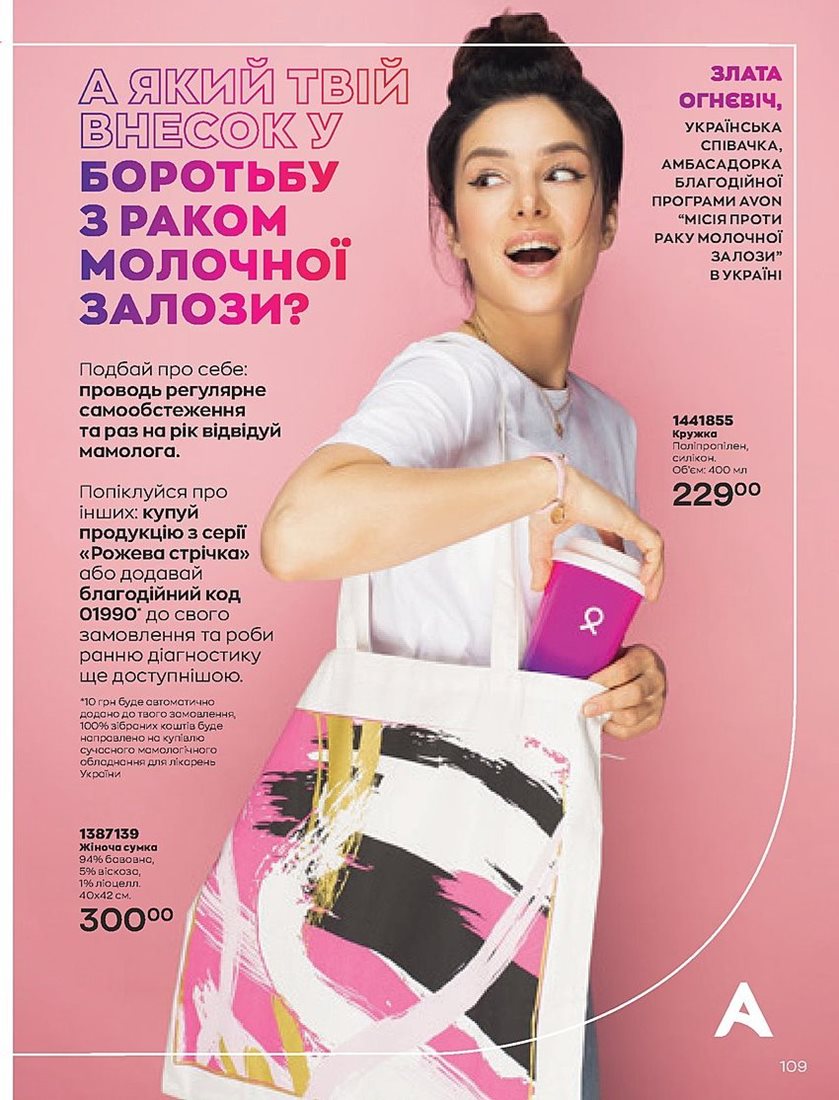 А ЯКИЙ ТВІЙ
ВНЕСОК У
БОРОТЬБУ
З РАКОМ
МОЛОЧНОЇ
ЗАЛОЗИ?
ЗЛАТА
ОГНЄВІЧ,
УКРАЇНСЬКА
СПІВАЧКА,
АМБАСАДОРКА
БЛАГОДІЙНОЇ
ПРОГРАМИ AVON
“МІСІЯ ПРОТИ
РАКУ МОЛОЧНОЇ
ЗАЛОЗИ”
В УКРАЇНІ
Подбай про себе:
проводь регулярне
самообстеження
та раз на рік відвідуй
мамолога.
Попіклуйся про
інших: купуй
продукцію з серії
«Рожева стрічка»
або додавай
благодійний код
01990* до свого
замовлення та роби
ранню діагностику
ще доступнішою.
*10 грн буде автоматично
додано до твого замовлення,
100% зібраних коштів буде
направлено на купівлю
сучасного мамологічного
обладнання для лікарень
України
1441855
Кружка
Поліпропілен,
силікон.
Об'єм: 400 мл
229⁰⁰
1387139
Жіноча сумка
94% бавовна,
5% віскоза,
1% ліоцелл.
40х42 см.
300⁰⁰
A
109